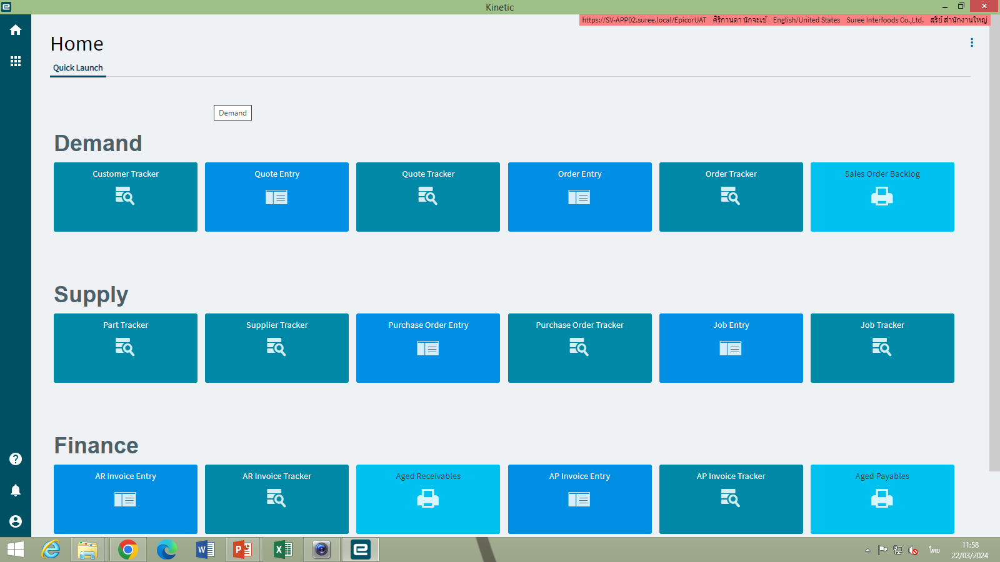 Kinetic
https://SV-APP02.suree.local/EpicorUAT ศิริกานดา นักจะเข้ English/United States Suree Interfoods Co.,Ltd. สุรีย์ สำนักงานใหญ่
Home
Quick Launch
Demand
Demand
Customer Tracker
Quote Entry
Quote Tracker
Order Entry
Order Tracker
Sales Order Backlog
Supply
Part Tracker
Supplier Tracker
Purchase Order Entry
Purchase Order Tracker
Job Entry
Job Tracker
Finance
AR Invoice Entry
AR Invoice Tracker
Aged Receivables
AP Invoice Entry
AP Invoice Tracker
Aged Payables
ไทย
11:58
22/03/2024